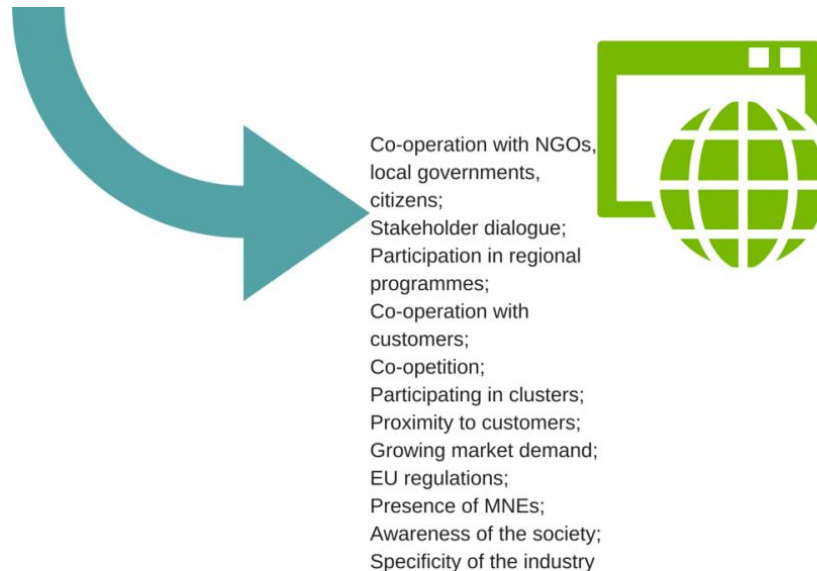 Co-operation with NGOs,
local governments,
citizens;
Stakeholder dialogue;
Participation in regional
programmes;
Co-operation with
customers;
Co-opetition;
Participating in clusters;
Proximity to customers;
Growing market demand;
EU regulations;
Presence of MNEs;
Awareness of the society;
Specificity of the industry